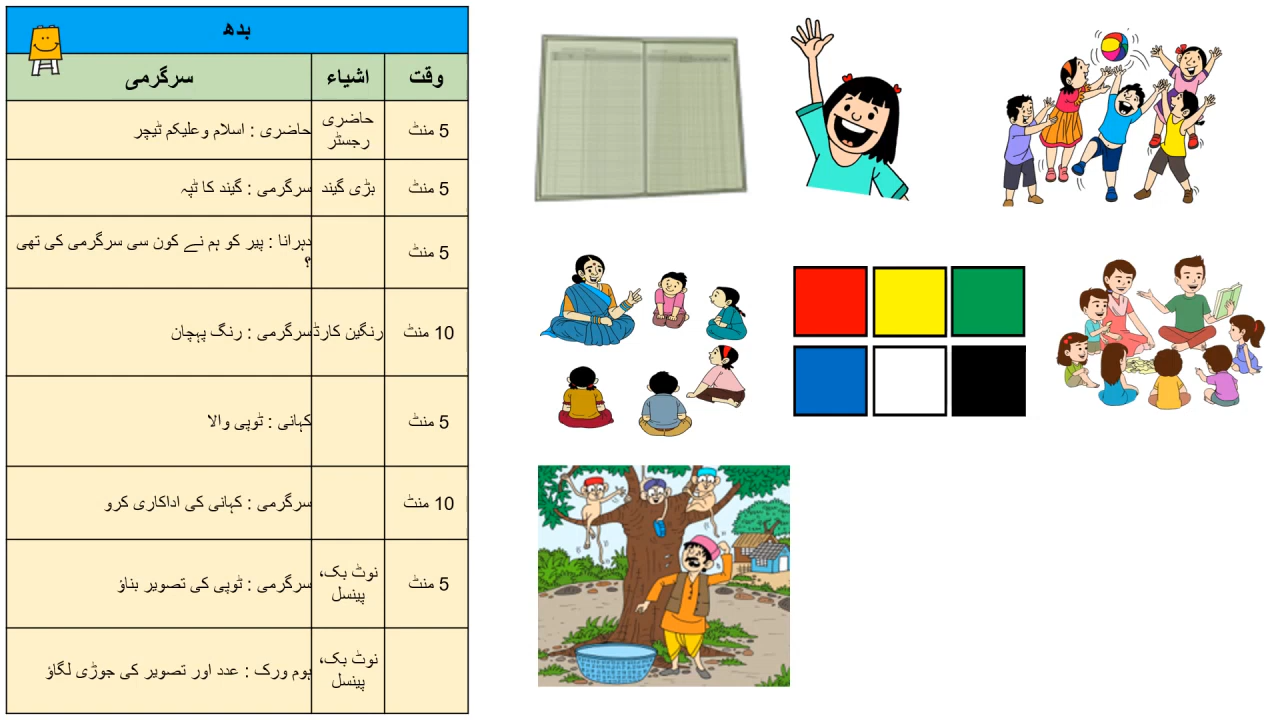 بدھ
وقت اشیاء سرگرمی
5 منٹ حاضری رجسٹر حاضری : اسلام وعلیکم ٹیچر
5 منٹ بڑی گیند سرگرمی : گیند کا ٹپہ
5 منٹ دہرانا : پیر کو ہم نے کون سی سرگرمی کی تھی ؟
10 منٹ رنگین کارڈ سرگرمی : رنگ پہچان
5 منٹ کہانی : ٹوپی والا
10 منٹ سرگرمی : کہانی کی اداکاری کرو
5 منٹ نوٹ بک، پینسل سرگرمی : ٹوپی کی تصویر بناؤ
نوٹ بک، پینسل ہوم ورک : عدد اور تصویر کی جوڑی لگاؤ